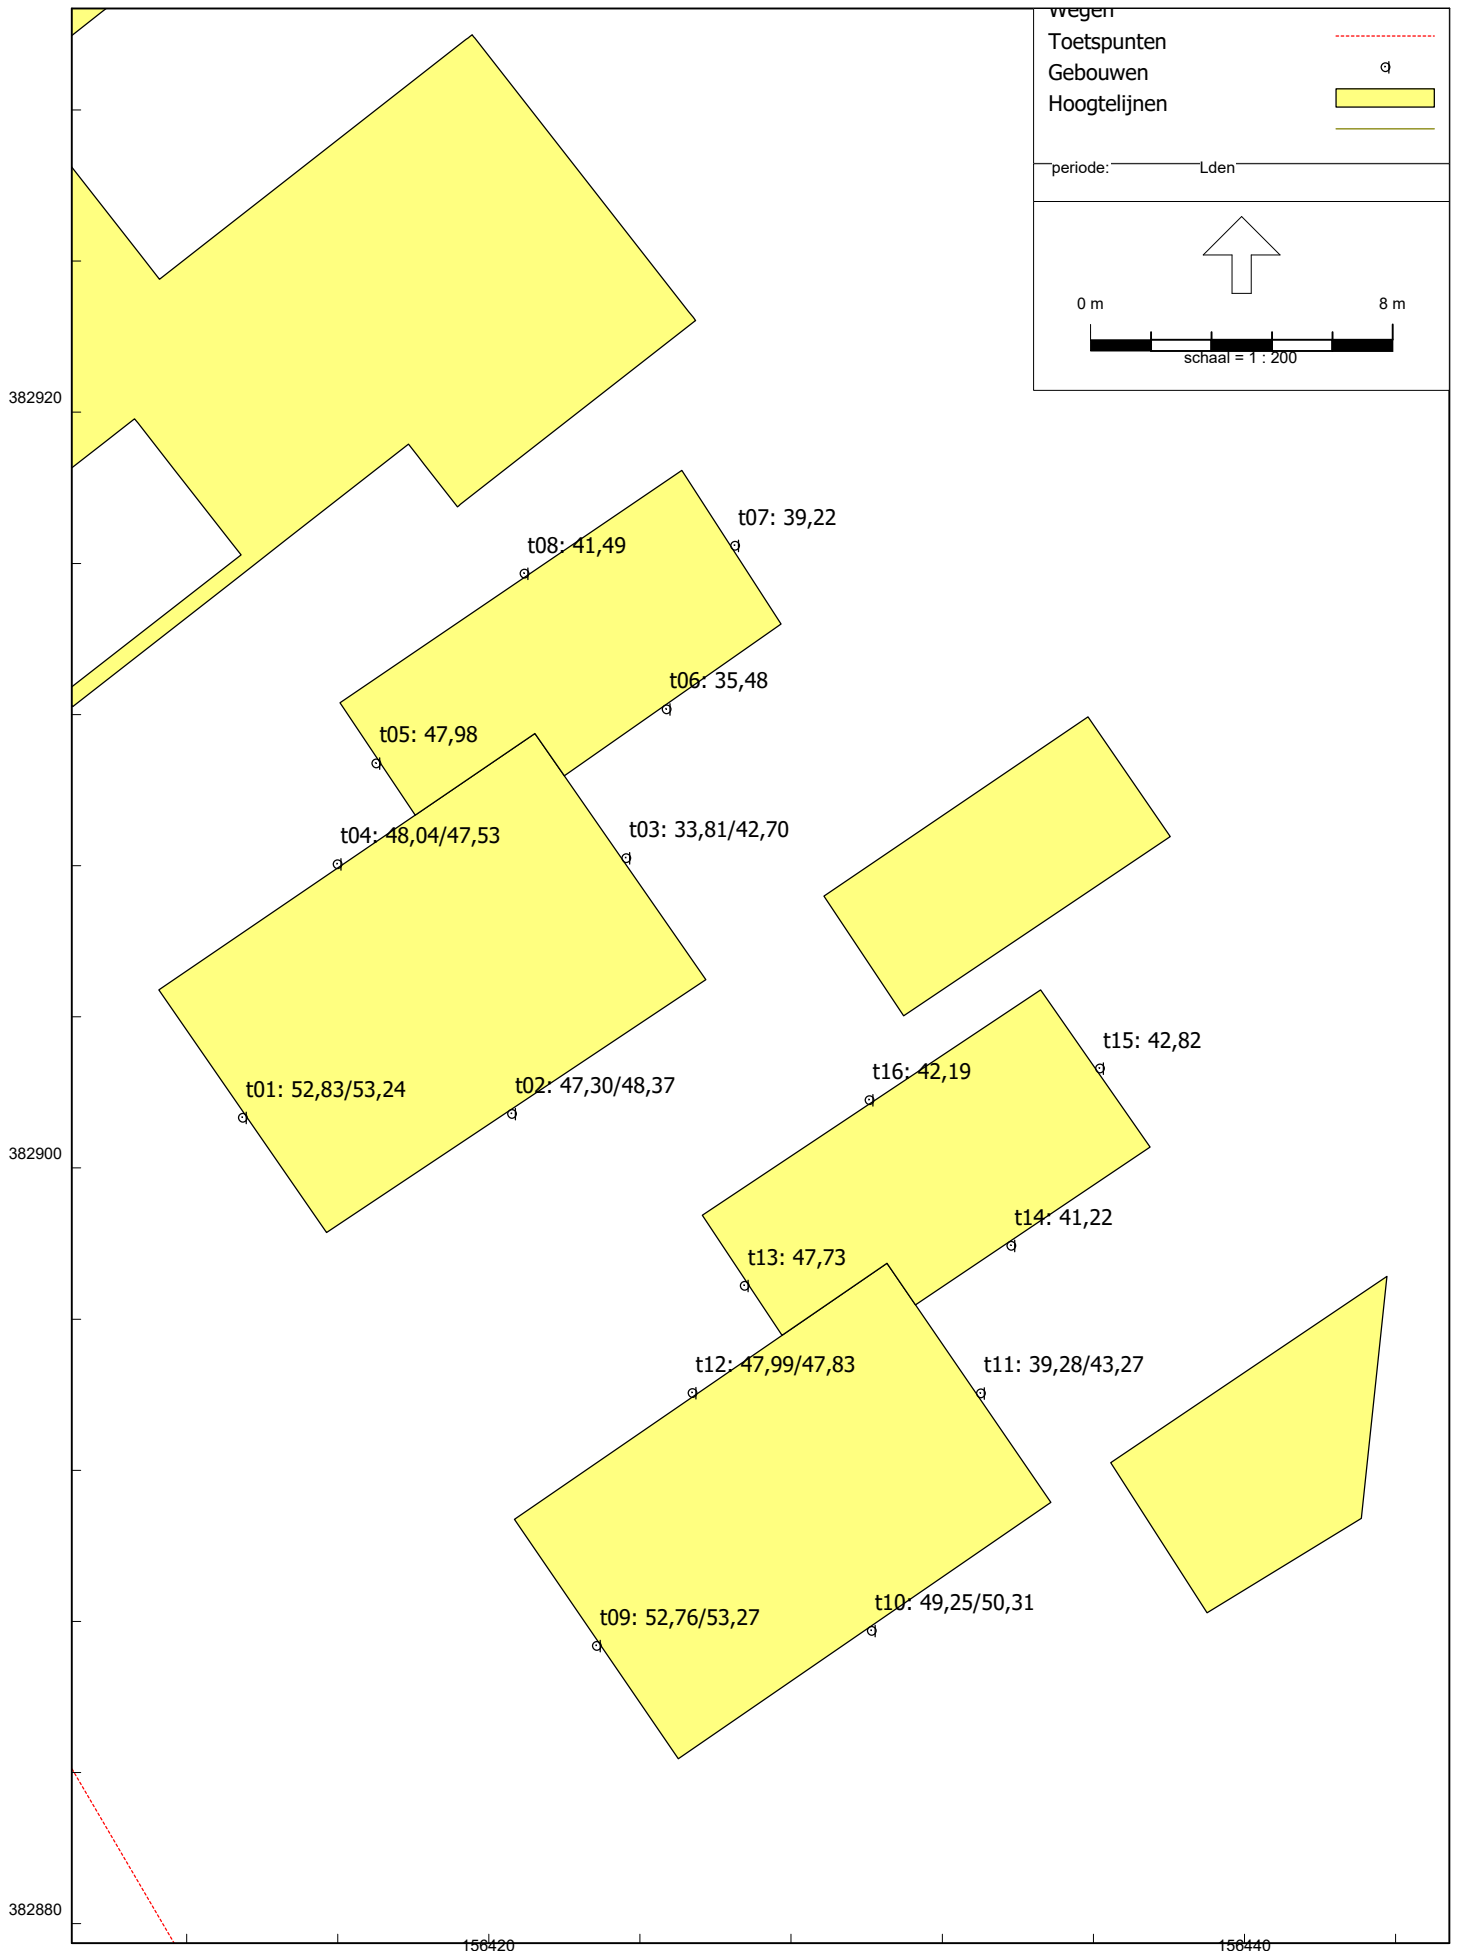 Wegen
Toetspunten
Gebouwen
Hoogtelijnen
periode: Lden
0 m 8 m
schaal = 1 : 200
382920
t07: 39,22
t08: 41,49
t06: 35,48
t05: 47,98
t04: 48,04/47,53
t03: 33,81/42,70
t15: 42,82
t16: 42,19
t01: 52,83/53,24
t02: 47,30/48,37
382900
t14: 41,22
t13: 47,73
t12: 47,99/47,83
t11: 39,28/43,27
t10: 49,25/50,31
t09: 52,76/53,27
382880
156420 156440